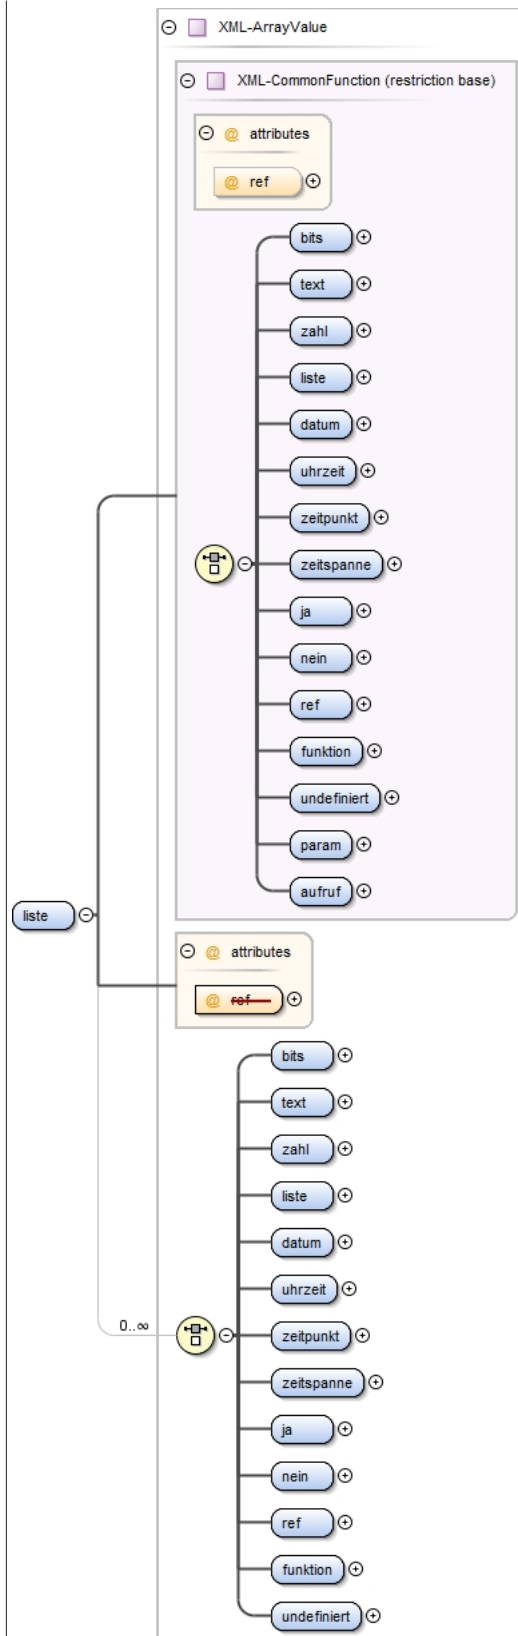 XML-ArrayValue
XML-CommonFunction (restriction base)
@ attributes
@ ref
bits
text
zahl
liste
datum
uhrzeit
zeitpunkt
zeitspanne
ja
nein
ref
funktion
undefiniert
param
aufruf
liste
@ attributes
@ ref
bits
text
zahl
liste
datum
uhrzeit
0..∞
zeitpunkt
zeitspanne
ja
nein
ref
funktion
undefiniert